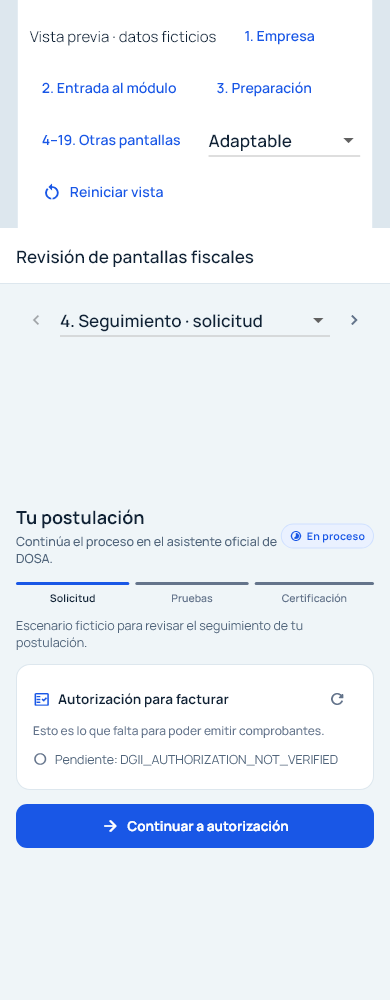 Vista previa · datos ficticios
1. Empresa
2. Entrada al módulo
3. Preparación
4–19. Otras pantallas
Adaptable
Reiniciar vista
Revisión de pantallas fiscales
4. Seguimiento · solicitud
Tu postulación
Continúa el proceso en el asistente oficial de
DOSA.
En proceso
Solicitud
Pruebas
Certificación
Escenario ficticio para revisar el seguimiento de tu
postulación.
Autorización para facturar
Esto es lo que falta para poder emitir comprobantes.
Pendiente: DGII_AUTHORIZATION_NOT_VERIFIED
Continuar a autorización